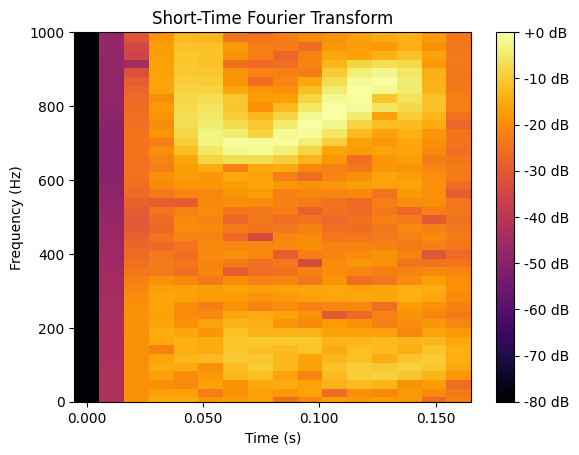 Short-Time Fourier Transform
1000
800
600
400
200
0
Frequency (Hz)
0.000
0.050
0.100
0.150
Time (s)
+0 dB
-10 dB
-20 dB
-30 dB
-40 dB
-50 dB
-60 dB
-70 dB
-80 dB